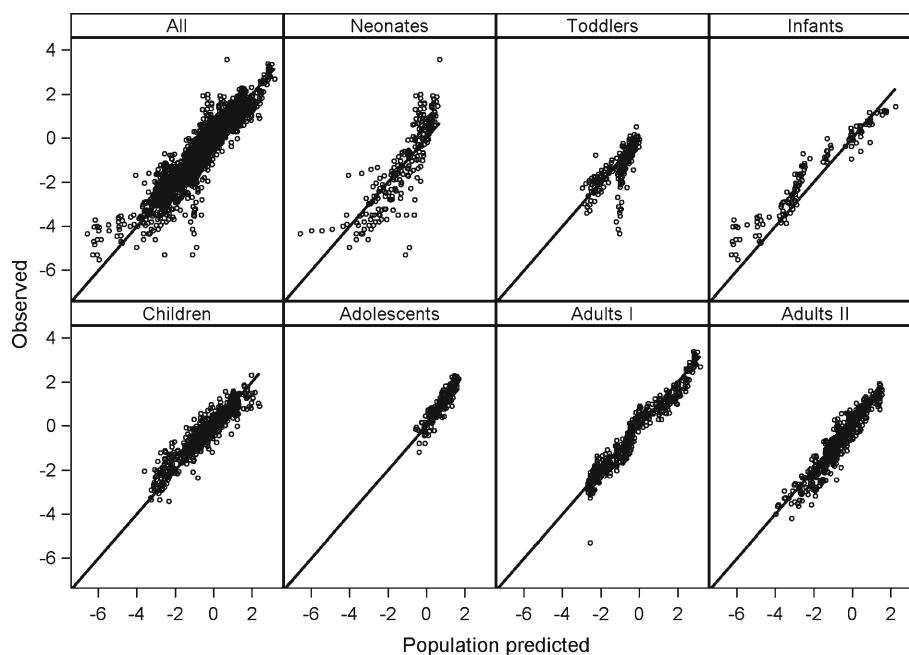 All Neonates Toddlers Infants
4
2
0
-2
-4
-6
Children Adolescents Adults I Adults II
4
2
0
-2
-4
-6
Observed
-6 -4 -2 0 2 -6 -4 -2 0 2 -6 -4 -2 0 2 -6 -4 -2 0 2
Population predicted